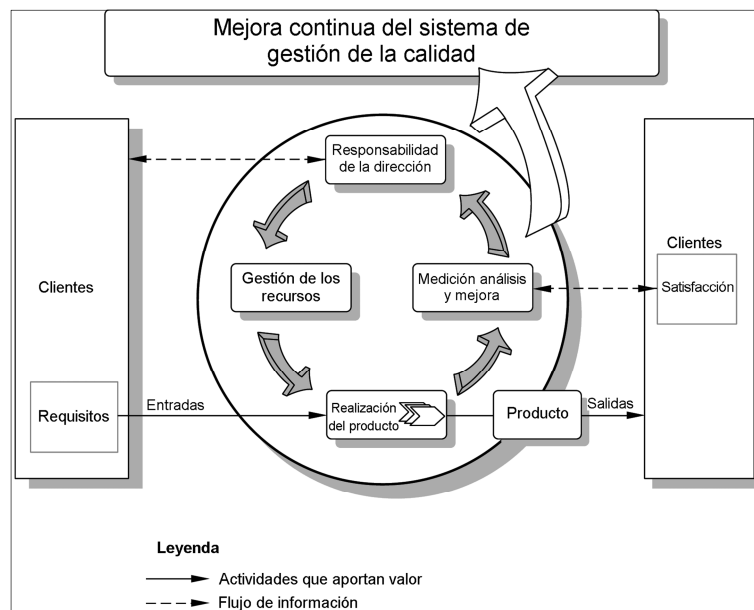 Mejora continua del sistema de
gestión de la calidad
Responsabilidad
de la dirección
Clientes
Gestión de los
recursos
Medición análisis
y mejora
Clientes
Satisfacción
Requisitos
Entradas
Realización
del producto
Producto
Salidas
Leyenda
Actividades que aportan valor
Flujo de información